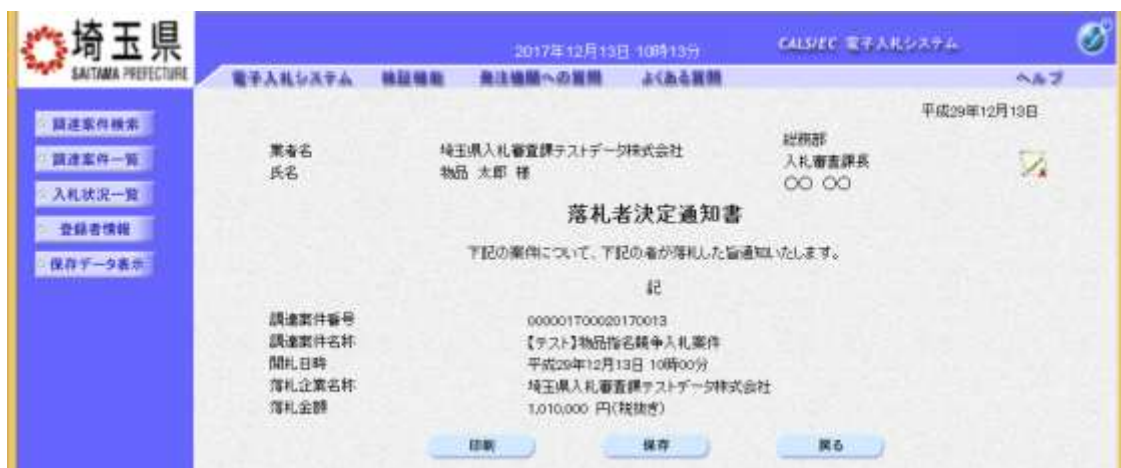 埼玉県
SAITAMA PREFECTURE
2017年12月13日 10時13分
CALS/EC 電子入札システム
電子入札システム 検証機能 発注機関への質問 よくある質問 ヘルプ
調達案件検索
調達案件一覧
入札状況一覧
登録者情報
保存データ表示
平成29年12月13日
業者名 埼玉県入札審査課テストデータ株式会社
氏名 物品 太郎 様
総務部
入札審査課長
○○ ○○
落札者決定通知書
下記の案件について、下記の者が落札した旨通知いたします。
記
調達案件番号 000001700020170013
調達案件名称 【テスト】物品指名競争入札案件
開札日時 平成29年12月13日 10時00分
落札企業名称 埼玉県入札審査課テストデータ株式会社
落札金額 1,010,000 円(税抜き)
印刷 保存 戻る